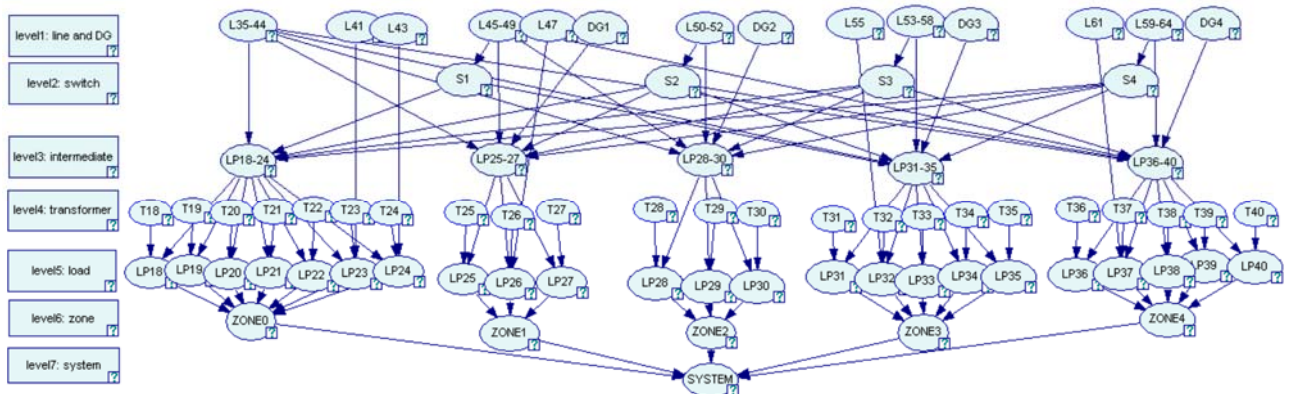 level1: line and DG
L35-44 L41 L43 L45-49 L47 DG1 L50-52 DG2 L55 L53-58 DG3 L61 L59-64 DG4
level2: switch
S1 S2 S3 S4
level3: intermediate
LP18-24 LP25-27 LP28-30 LP31-35 LP36-40
level4: transformer
T18 T19 T20 T21 T22 T23 T24 T25 T26 T27 T28 T29 T30 T31 T32 T33 T34 T35 T36 T37 T38 T39 T40
level5: load
LP18 LP19 LP20 LP21 LP22 LP23 LP24 LP25 LP26 LP27 LP28 LP29 LP30 LP31 LP32 LP33 LP34 LP35 LP36 LP37 LP38 LP39 LP40
level6: zone
ZONE0 ZONE1 ZONE2 ZONE3 ZONE4
level7: system
SYSTEM